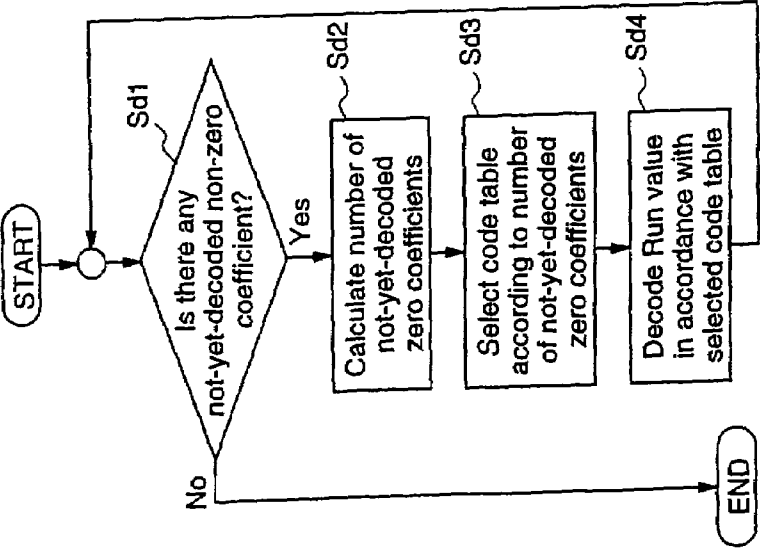 START
Sd1
Is there any
not-yet-decoded non-zero
coefficient?
No
Yes
Sd2
Calculate number of
not-yet-decoded
zero coefficients
Sd3
Select code table
according to number
of not-yet-decoded
zero coefficients
Sd4
Decode Run value
in accordance with
selected code table
END